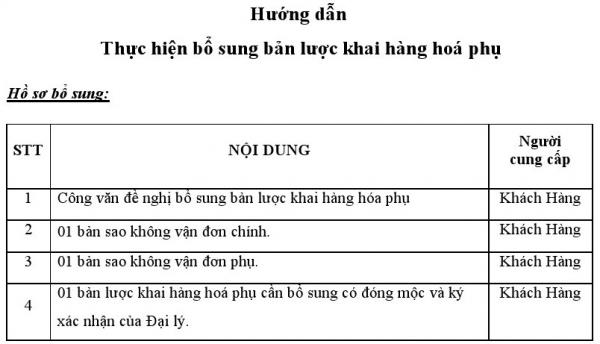 Hướng dẫn
Thực hiện bổ sung bản lược khai hàng hoá phụ
Hồ sơ bổ sung:
STT NỘI DUNG Người cung cấp
1 Công văn đề nghị bổ sung bản lược khai hàng hóa phụ Khách Hàng
2 01 bản sao không vận đơn chính. Khách Hàng
3 01 bản sao không vận đơn phụ. Khách Hàng
4 01 bản lược khai hàng hoá phụ cần bổ sung có đóng mộc và ký Khách Hàng
xác nhận của Đại lý.